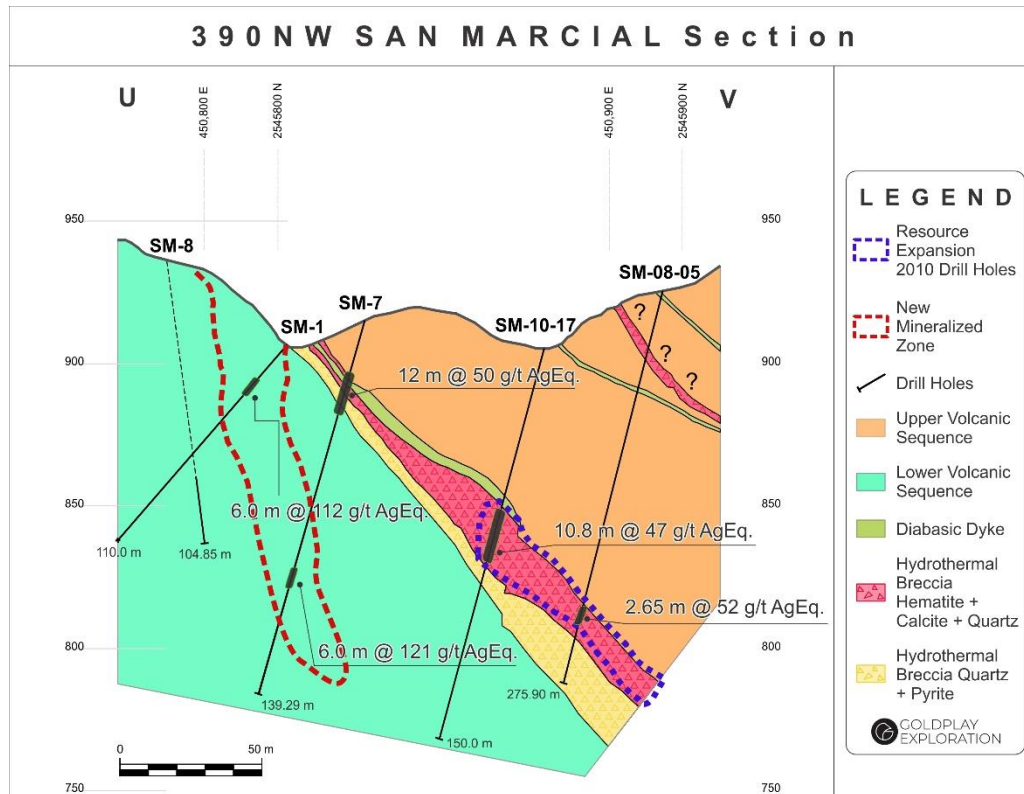 390NW SAN MARCIAL Section
U
450,800 E
2545800 N
450,900 E
2545900 N
V
950
950
SM-8
SM-7
SM-08-05
SM-1
SM-10-17
900
900
12 m @ 50 g/t AgEq.
850
850
6.0 m @ 112 g/t AgEq.
10.8 m @ 47 g/t AgEq.
110.0 m
104.85 m
2.65 m @ 52 g/t AgEq.
800
800
6.0 m @ 121 g/t AgEq.
139.29 m
275.90 m
150.0 m
0
50 m
750
750
?
?
?
LEGEND
Resource
Expansion
2010 Drill Holes
New
Mineralized
Zone
Drill Holes
Upper Volcanic
Sequence
Lower Volcanic
Sequence
Diabasic Dyke
Hydrothermal
Breccia
Hematite +
Calcite + Quartz
Hydrothermal
Breccia Quartz
+ Pyrite
GOLDPLAY
EXPLORATION